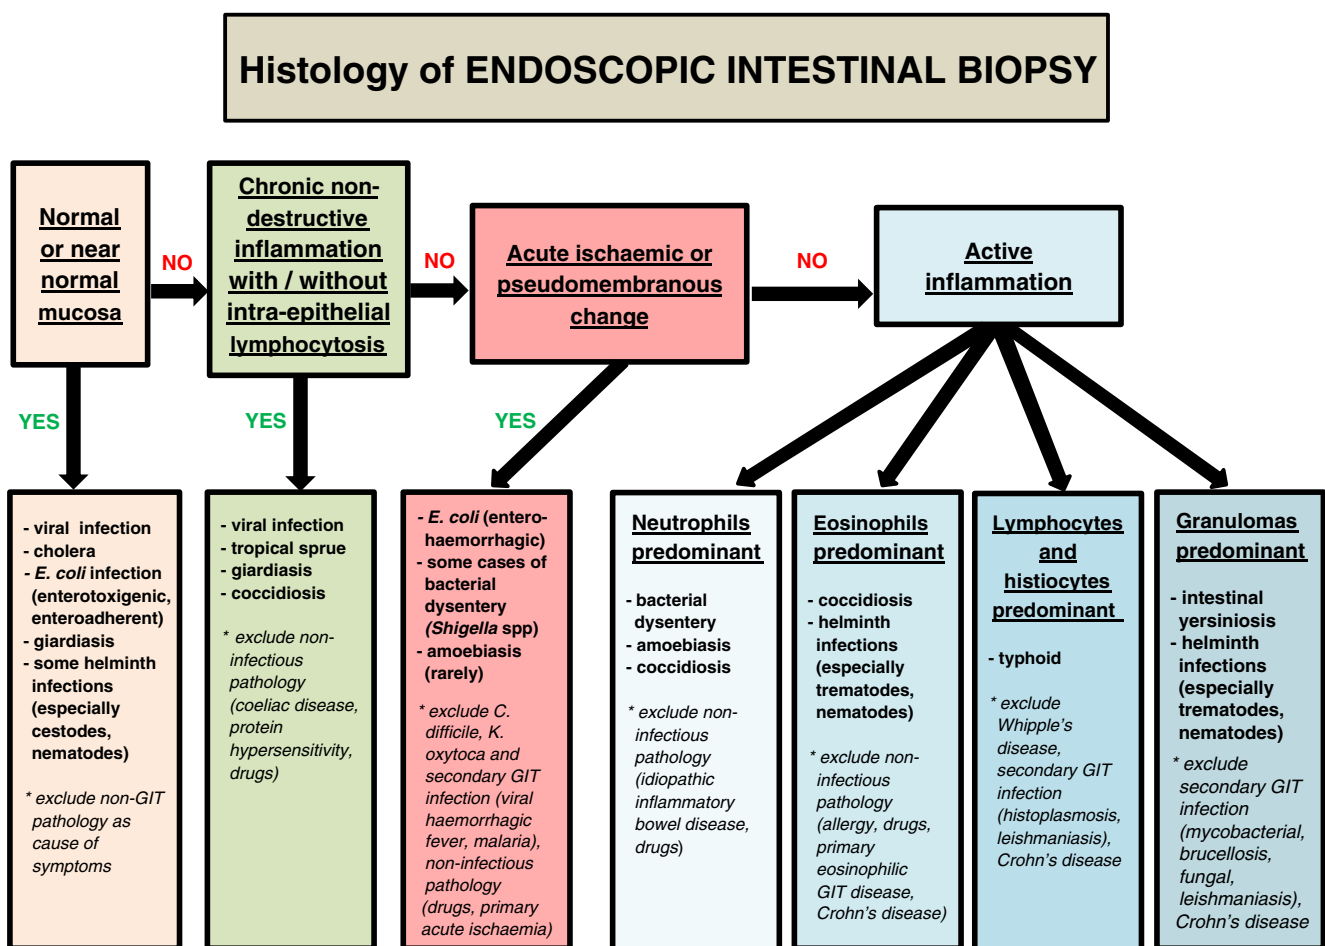 Histology of ENDOSCOPIC INTESTINAL BIOPSY
Normal
or near
normal
mucosa
NO
Chronic non-
destructive
inflammation
with / without
intra-epithelial
lymphocytosis
NO
Acute ischaemic or
pseudomembranous
change
NO
Active
inflammation
YES
YES
YES
- viral infection
- cholera
- E. coli infection
(enterotoxigenic,
enteroadherent)
- giardiasis
- some helminth
infections
(especially
cestodes,
nematodes)
* exclude non-GIT
pathology as
cause of
symptoms
- viral infection
- tropical sprue
- giardiasis
- coccidiosis
* exclude non-
infectious
pathology
(coeliac disease,
protein
hypersensitivity,
drugs)
- E. coli (entero-
haemorrhagic)
- some cases of
bacterial
dysentery
(Shigella spp)
- amoebiasis
(rarely)
* exclude C.
difficile, K.
oxytoca and
secondary GIT
infection (viral
haemorrhagic
fever, malaria),
non-infectious
pathology
(drugs, primary
acute ischaemia)
Neutrophils
predominant
- bacterial
dysentery
- amoebiasis
- coccidiosis
* exclude non-
infectious
pathology
(idiopathic
inflammatory
bowel disease,
drugs)
Eosinophils
predominant
- coccidiosis
- helminth
infections
(especially
trematodes,
nematodes)
* exclude non-
infectious
pathology
(allergy, drugs,
primary
eosinophilic
GIT disease,
Crohn's disease)
Lymphocytes
and
histiocytes
predominant
- typhoid
* exclude
Whipple's
disease,
secondary GIT
infection
(histoplasmosis,
leishmaniasis),
Crohn's disease
Granulomas
predominant
- intestinal
yersiniosis
- helminth
infections
(especially
trematodes,
nematodes)
* exclude
secondary GIT
infection
(mycobacterial,
brucellosis,
fungal,
leishmaniasis),
Crohn's disease